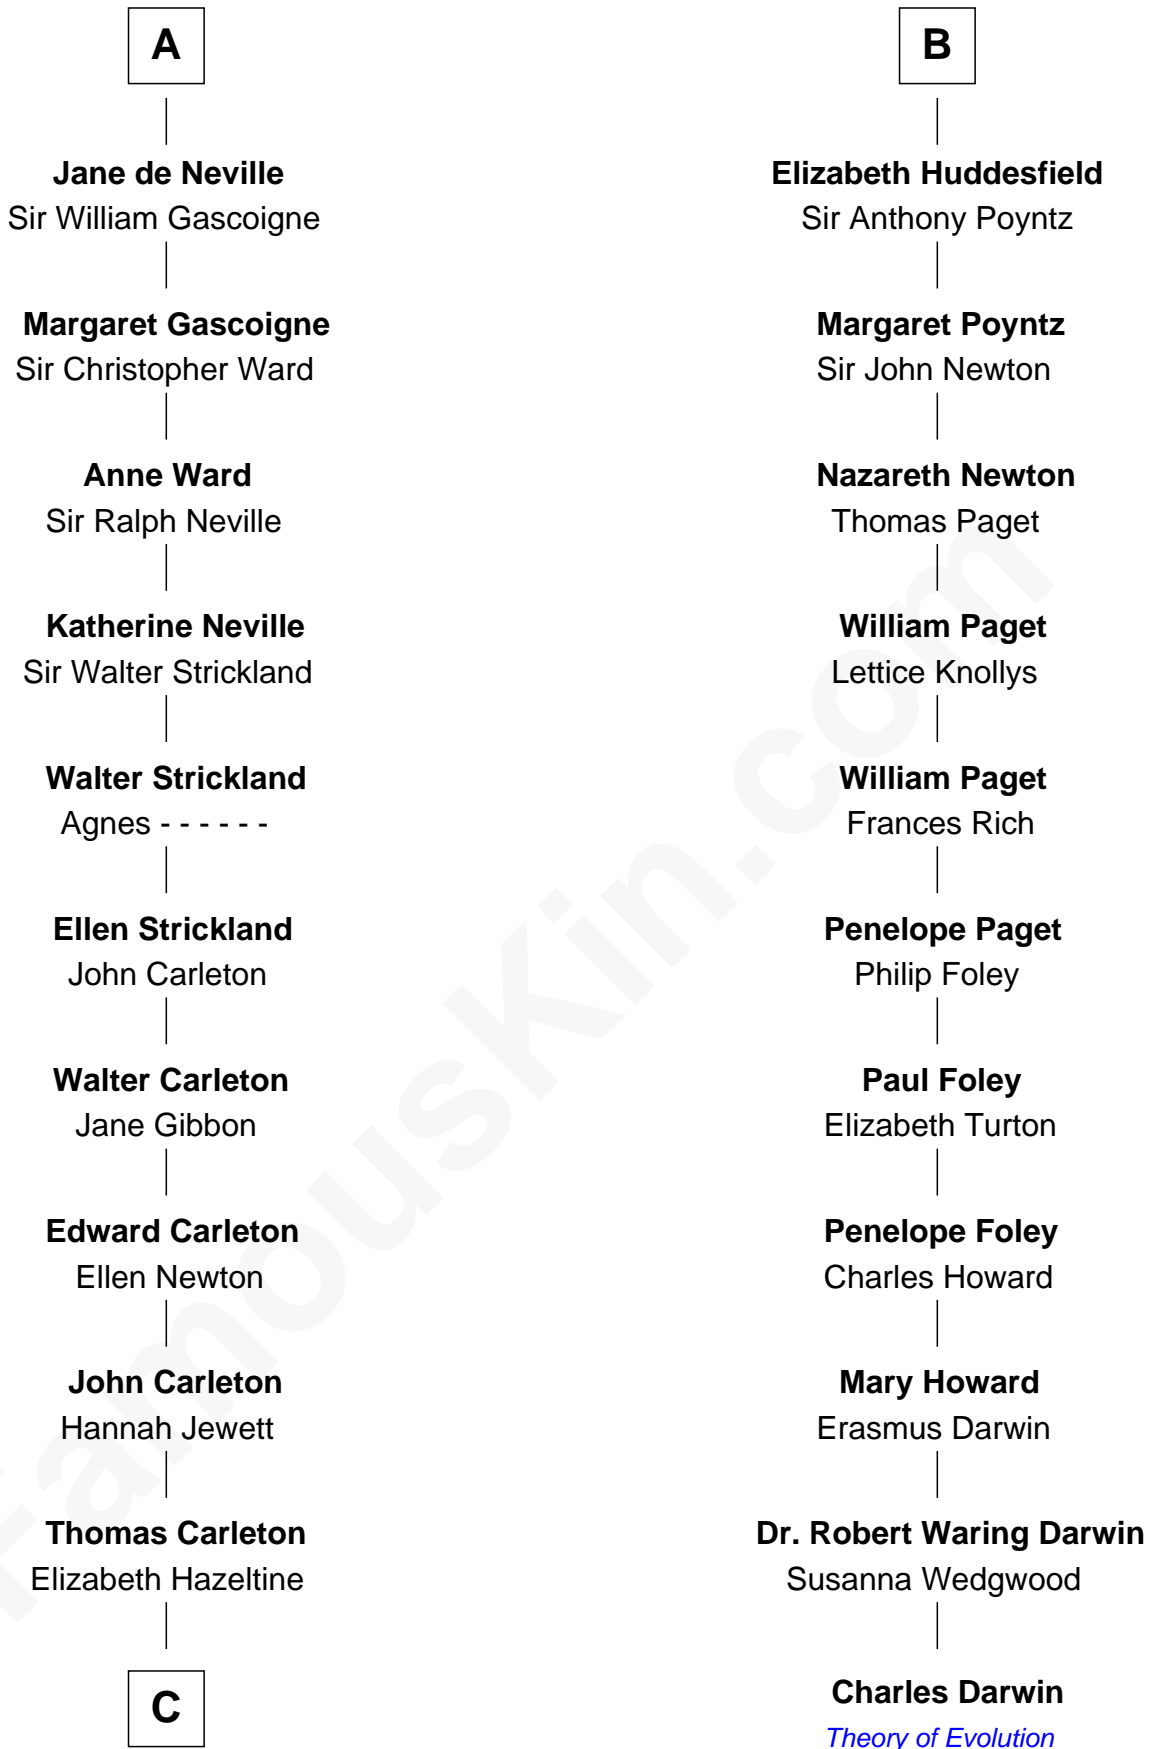 A
Jane de Neville
Sir William Gascoigne
Margaret Gascoigne
Sir Christopher Ward
Anne Ward
Sir Ralph Neville
Katherine Neville
Sir Walter Strickland
Walter Strickland
Agnes - - - - - -
Ellen Strickland
John Carleton
Walter Carleton
Jane Gibbon
Edward Carleton
Ellen Newton
John Carleton
Hannah Jewett
Thomas Carleton
Elizabeth Hazeltine
C
B
Elizabeth Huddesfield
Sir Anthony Poyntz
Margaret Poyntz
Sir John Newton
Nazareth Newton
Thomas Paget
William Paget
Lettice Knollys
William Paget
Frances Rich
Penelope Paget
Philip Foley
Paul Foley
Elizabeth Turton
Penelope Foley
Charles Howard
Mary Howard
Erasmus Darwin
Dr. Robert Waring Darwin
Susanna Wedgwood
Charles Darwin
Theory of Evolution
FamousKin.com